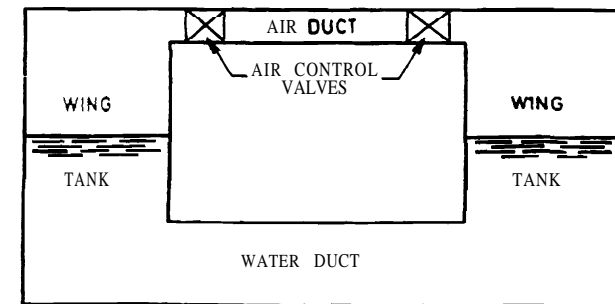 AIR DUCT
AIR CONTROL
VALVES
WING
WING
TANK
TANK
WATER DUCT